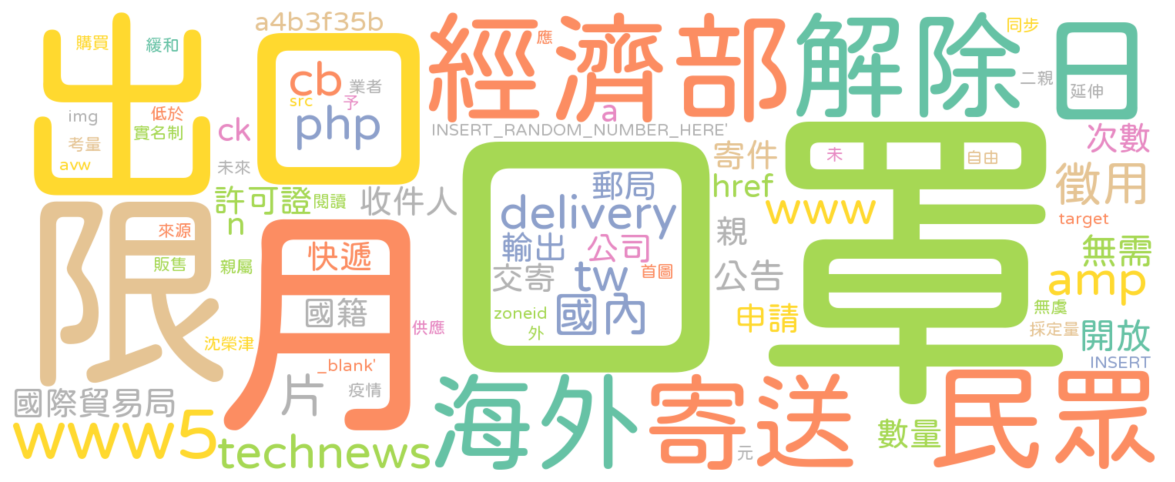 出口
限月
口罩
經濟部
解除日
海外
寄送
民眾
購買
緩和
a4b3f35b
應
同步
二親
延伸
img
低於
考量
實名制
avw
cb
業者
src
予
php
ck
a
INSERT_RANDOM_NUMBER_HERE'
次數
未來
許可證
閱讀
n
收件人
郵局
delivery
輸出
公司
交寄
tw
首圖
國內
zoneid
外
寄件
href
www
未
自由
徵用
target
親
公告
無需
amp
來源
販售
親屬
快遞
國籍
供應
沈榮津
_blank'
疫情
片
申請
無虞
採定量
開放
INSERT
國際貿易局
www5
technews
元
數量